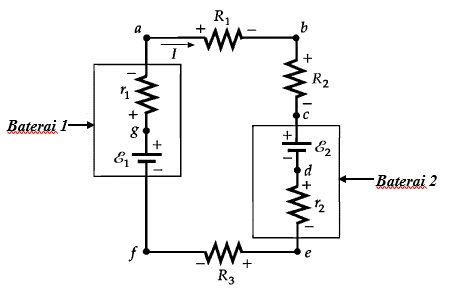 R₁
a + − b
I
+
R₂
−
c
− 
r₁
+
g
Baterai 1
+
ℰ₁
−
+
ℰ₂
−
d
+
r₂
−
Baterai 2
f − + e
R₃